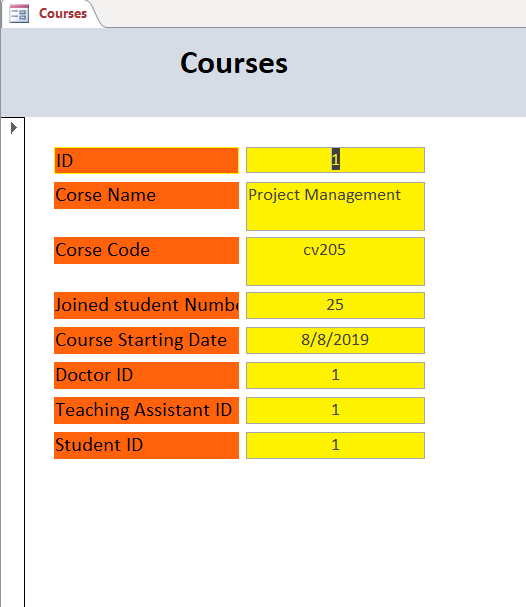 Courses
Courses
ID 1
Corse Name Project Management
Corse Code cv205
Joined student Numbe 25
Course Starting Date 8/8/2019
Doctor ID 1
Teaching Assistant ID 1
Student ID 1